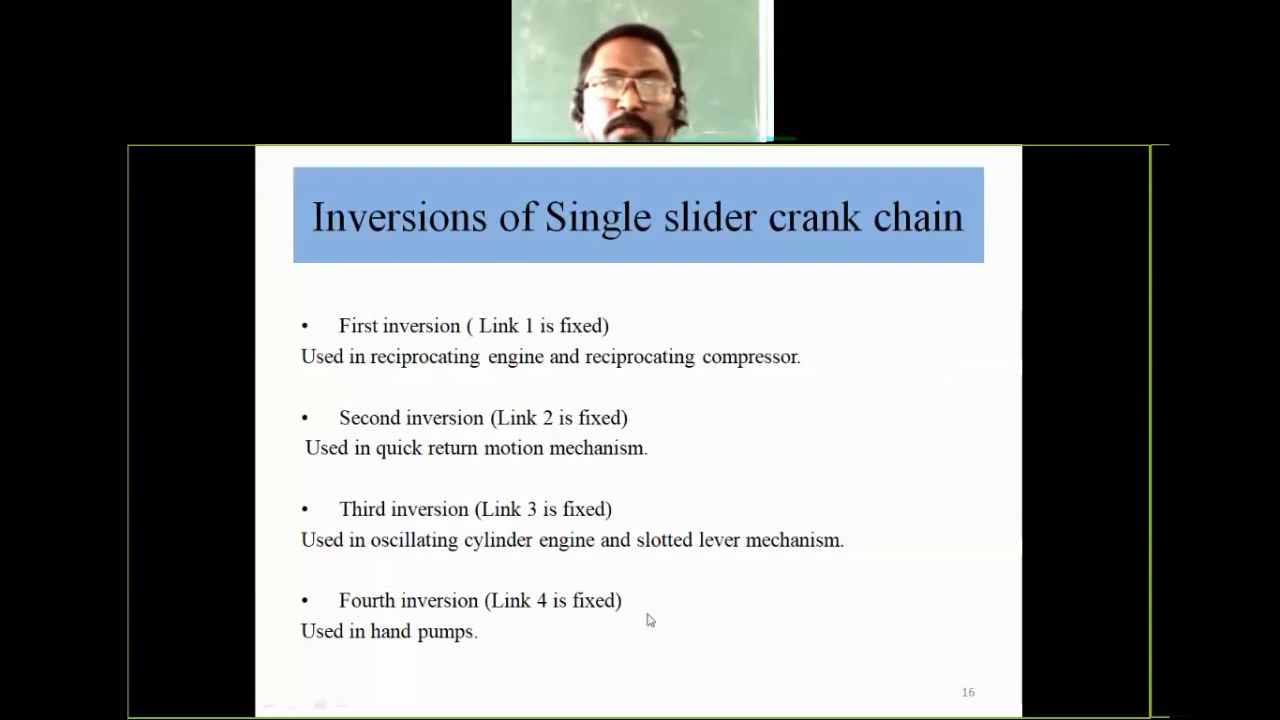 Inversions of Single slider crank chain
• First inversion ( Link 1 is fixed)
Used in reciprocating engine and reciprocating compressor.
• Second inversion (Link 2 is fixed)
Used in quick return motion mechanism.
• Third inversion (Link 3 is fixed)
Used in oscillating cylinder engine and slotted lever mechanism.
• Fourth inversion (Link 4 is fixed)
Used in hand pumps.
16